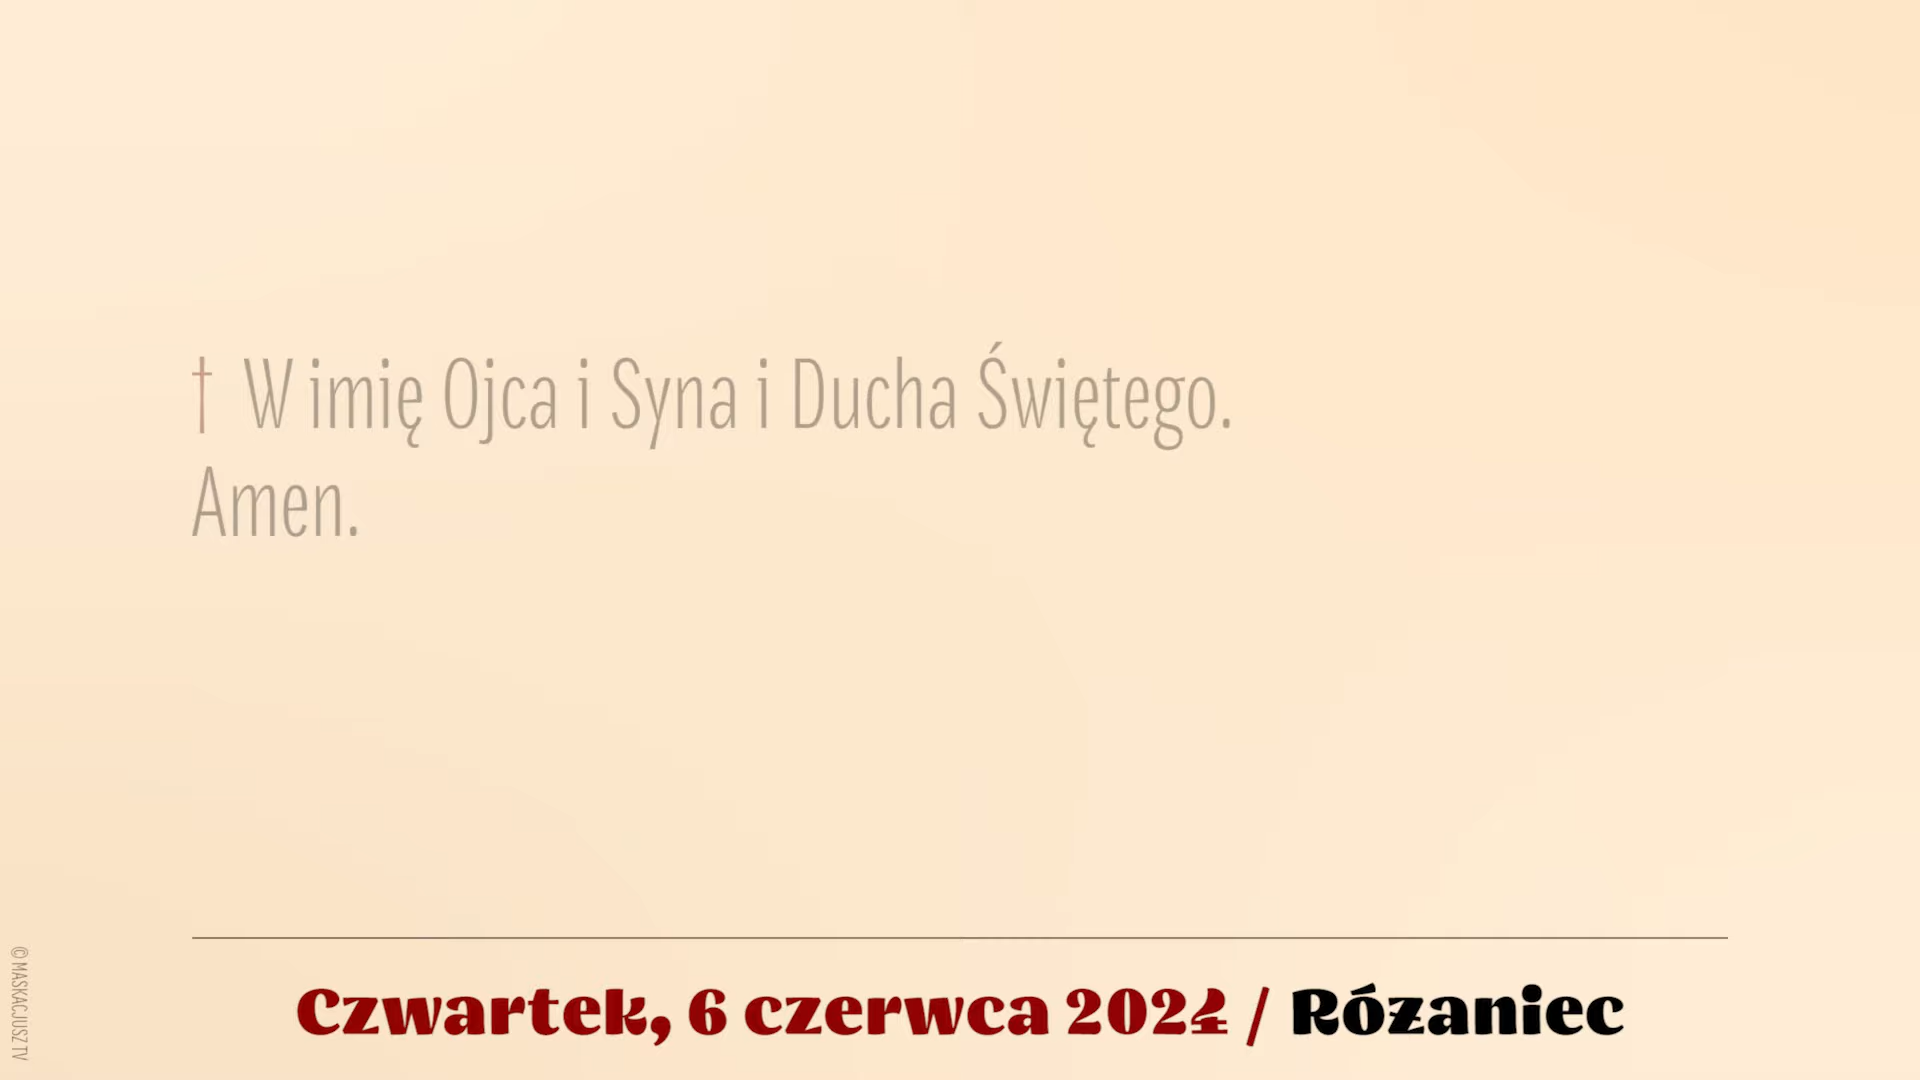 † W imię Ojca i Syna i Ducha Świętego.
Amen.
Czwartek, 6 czerwca 2024 / Różaniec
© MASKACJUSZ TV